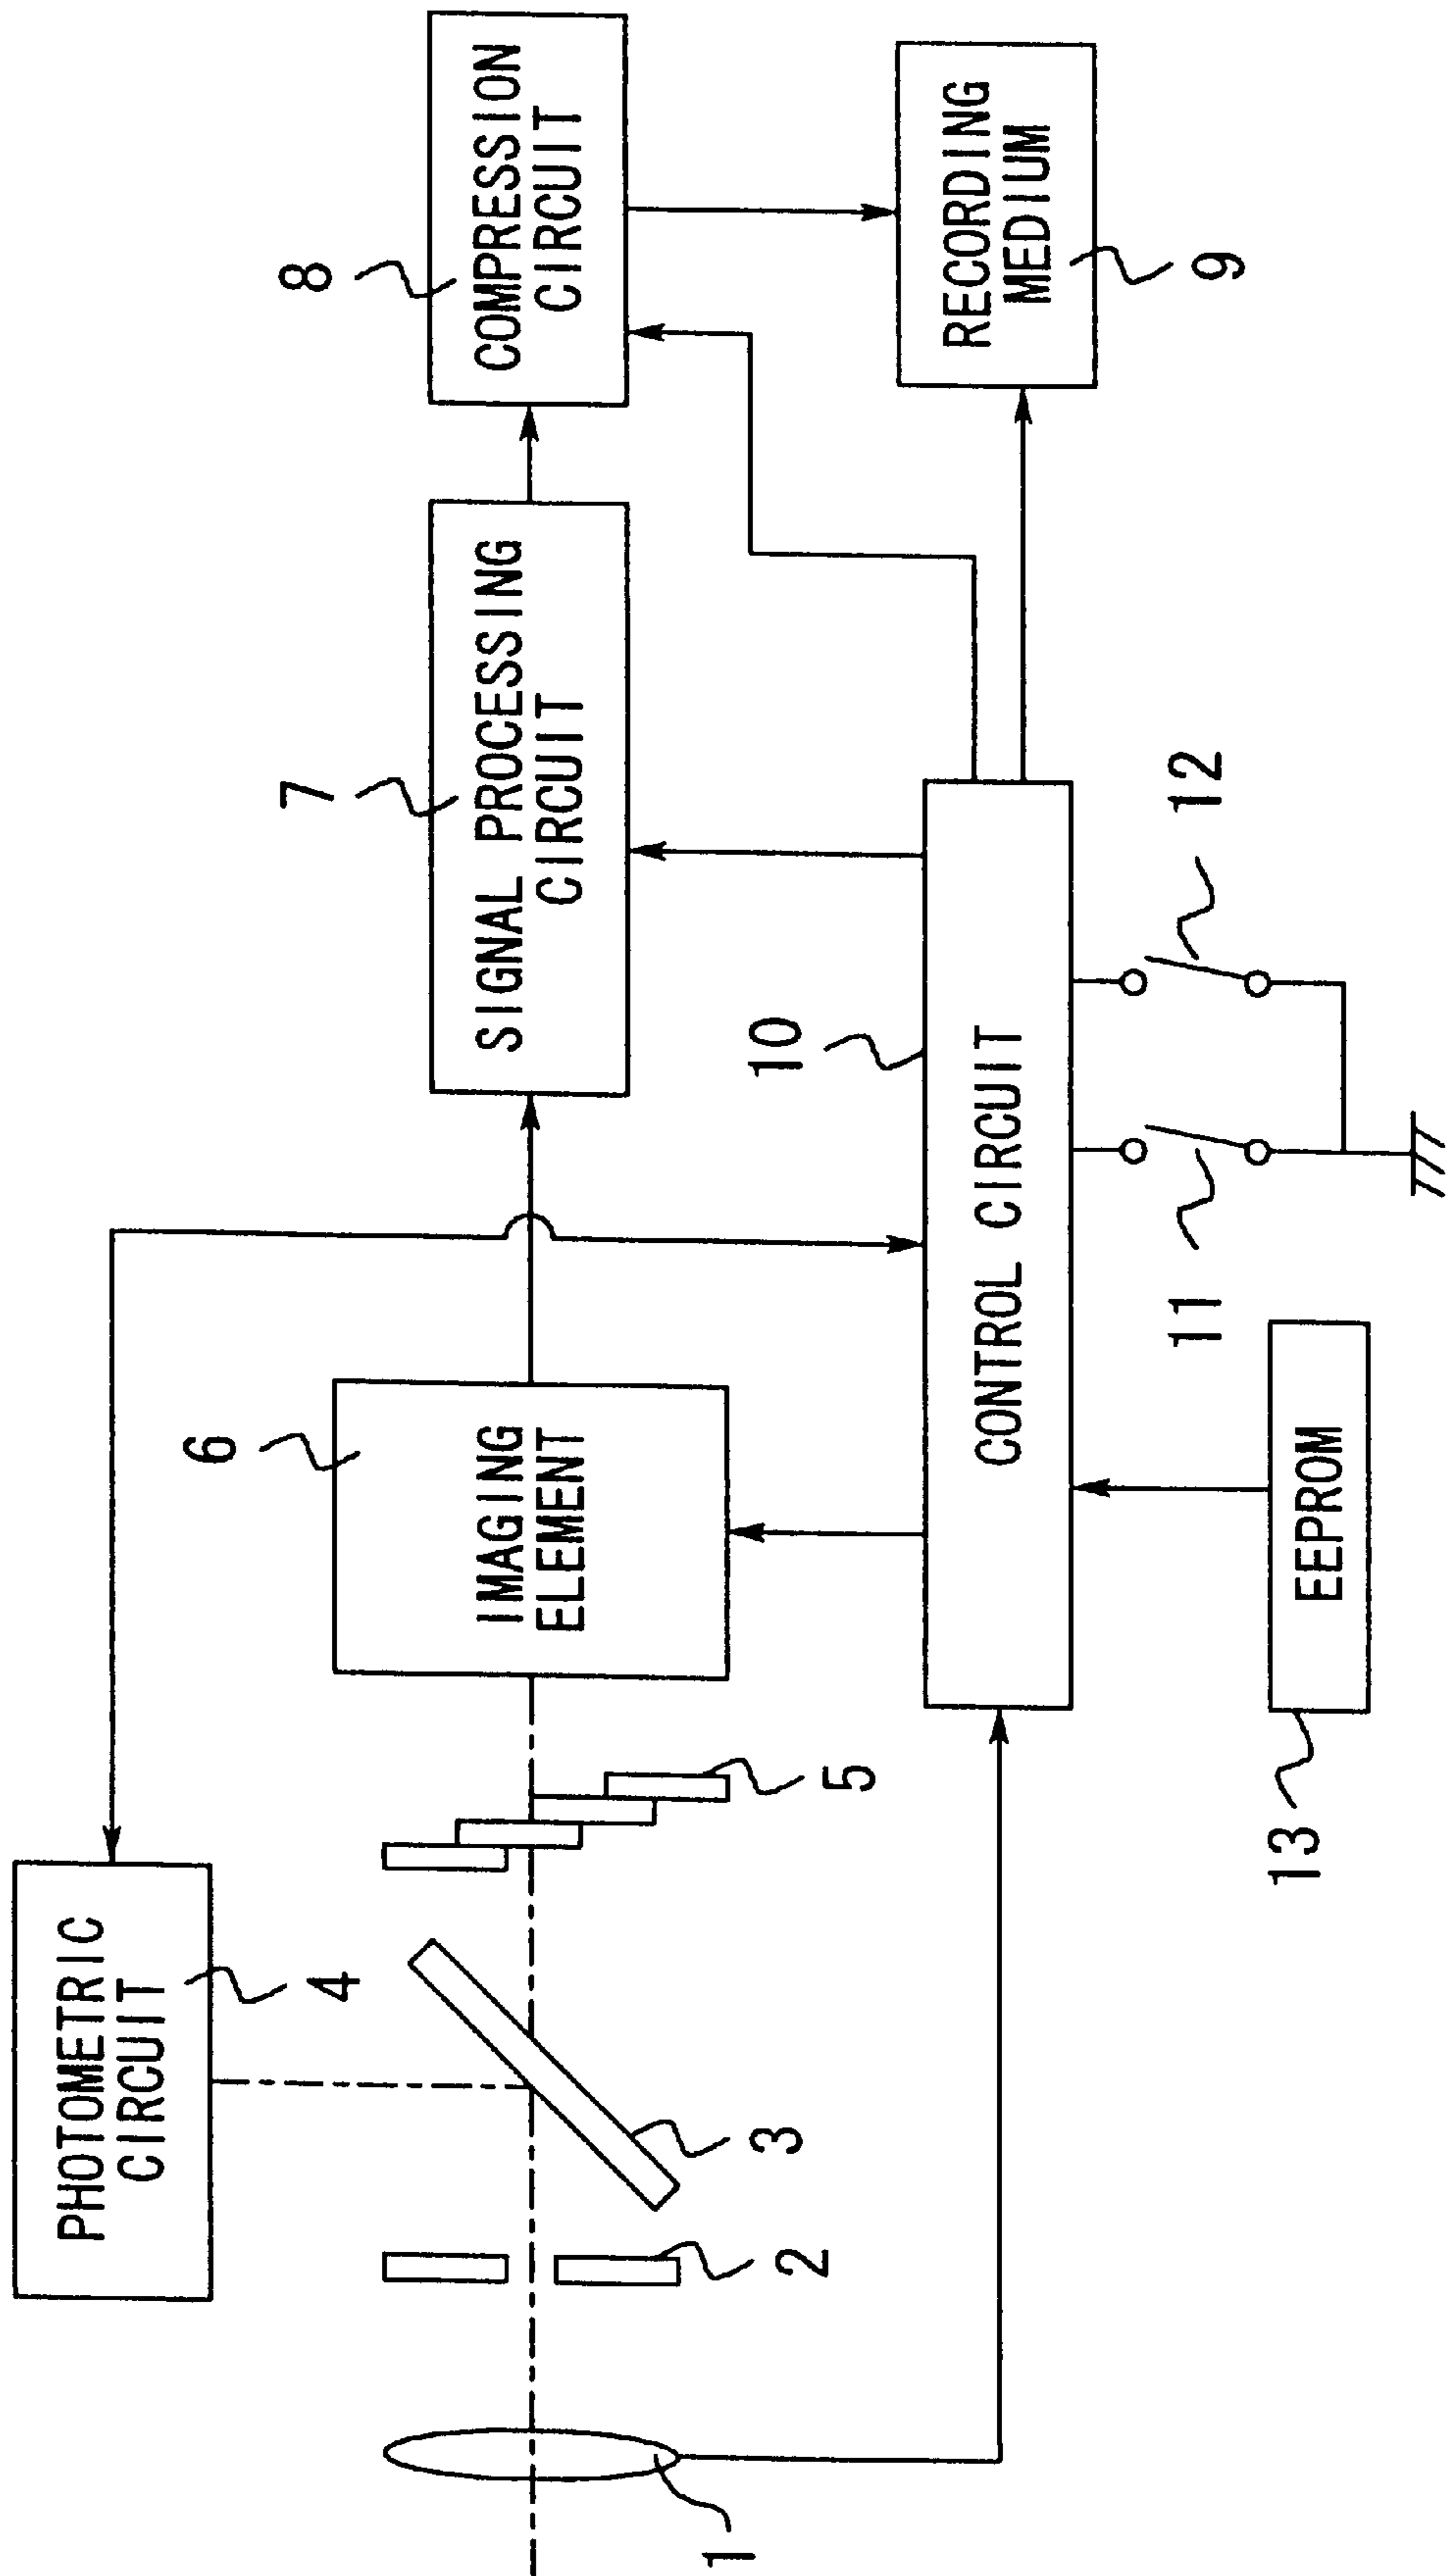 PHOTOMETRIC
CIRCUIT
4
6
IMAGING
ELEMENT
7
SIGNAL PROCESSING
CIRCUIT
8
COMPRESSION
CIRCUIT
1
2
3
5
10
CONTROL CIRCUIT
RECORDING
MEDIUM
9
11
12
13
EEPROM